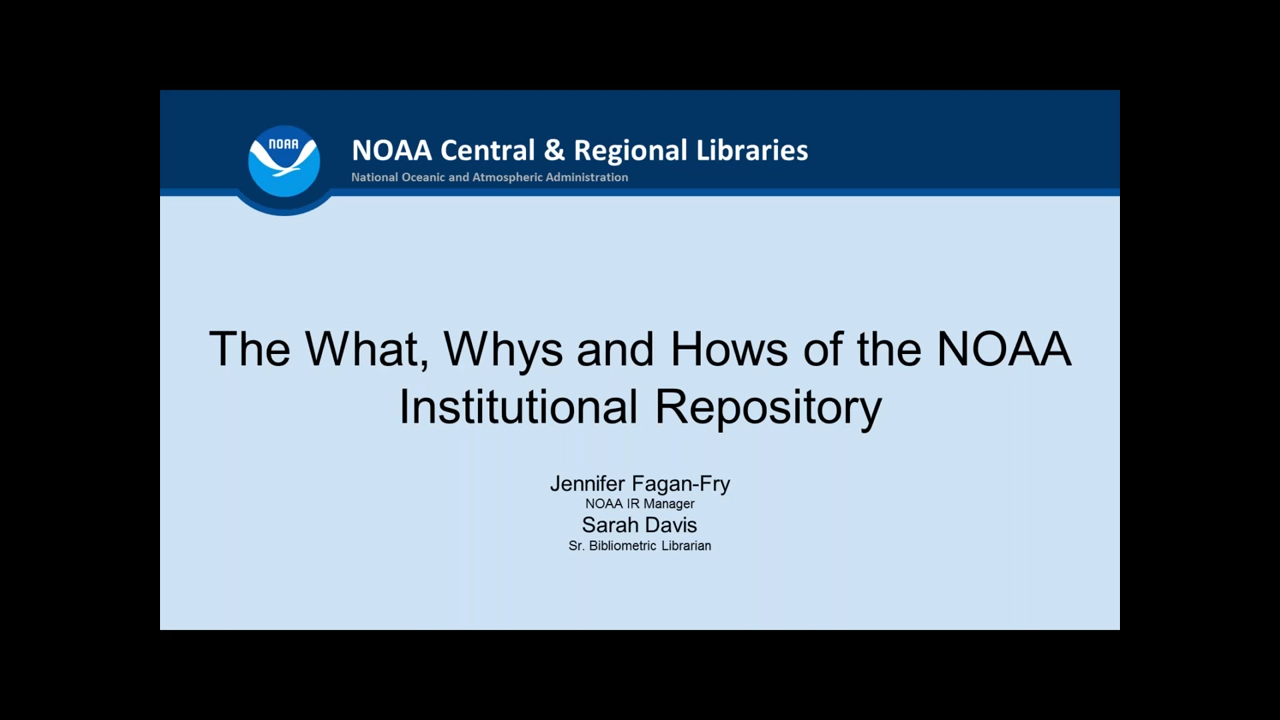 NOAA
NOAA Central & Regional Libraries
National Oceanic and Atmospheric Administration
The What, Whys and Hows of the NOAA
Institutional Repository
Jennifer Fagan-Fry
NOAA IR Manager
Sarah Davis
Sr. Bibliometric Librarian